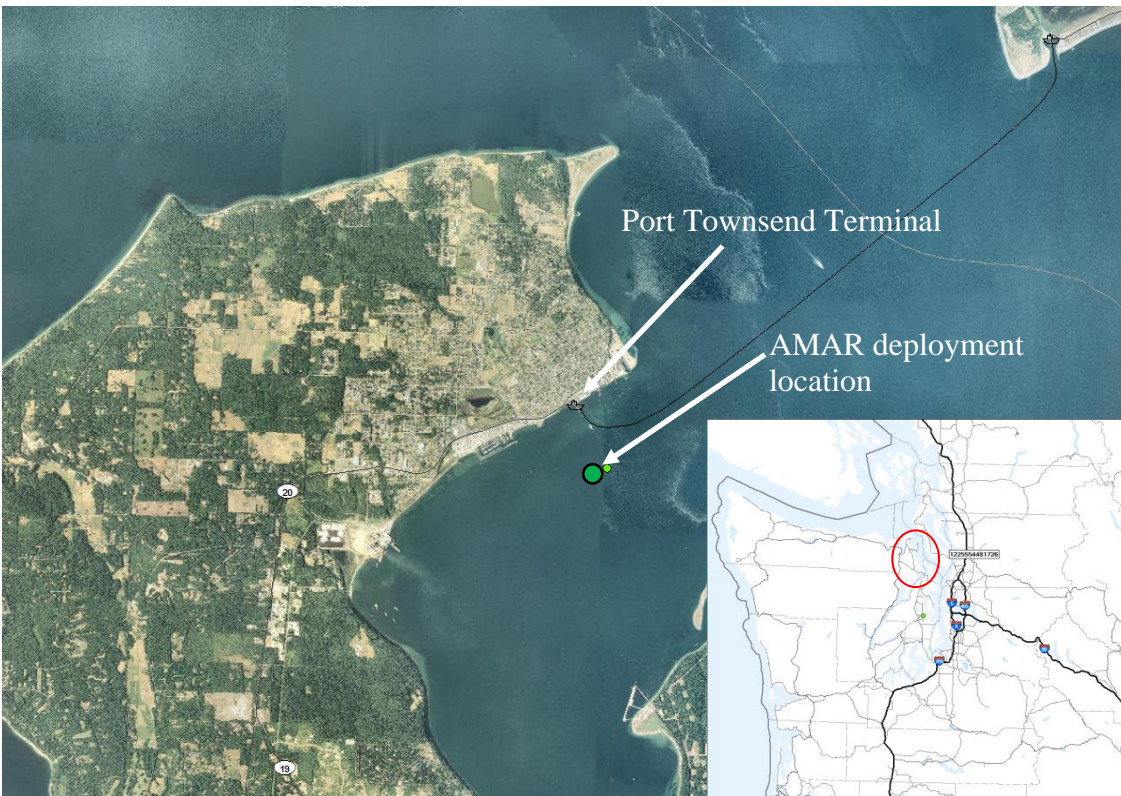 Port Townsend Terminal
AMAR deployment
location
20
19
1225554481726